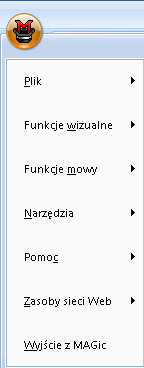 Plik
Funkcje wizualne
Funkcje mowy
Narzędzia
Pomoc
Zasoby sieci Web
Wyjście z MAGic